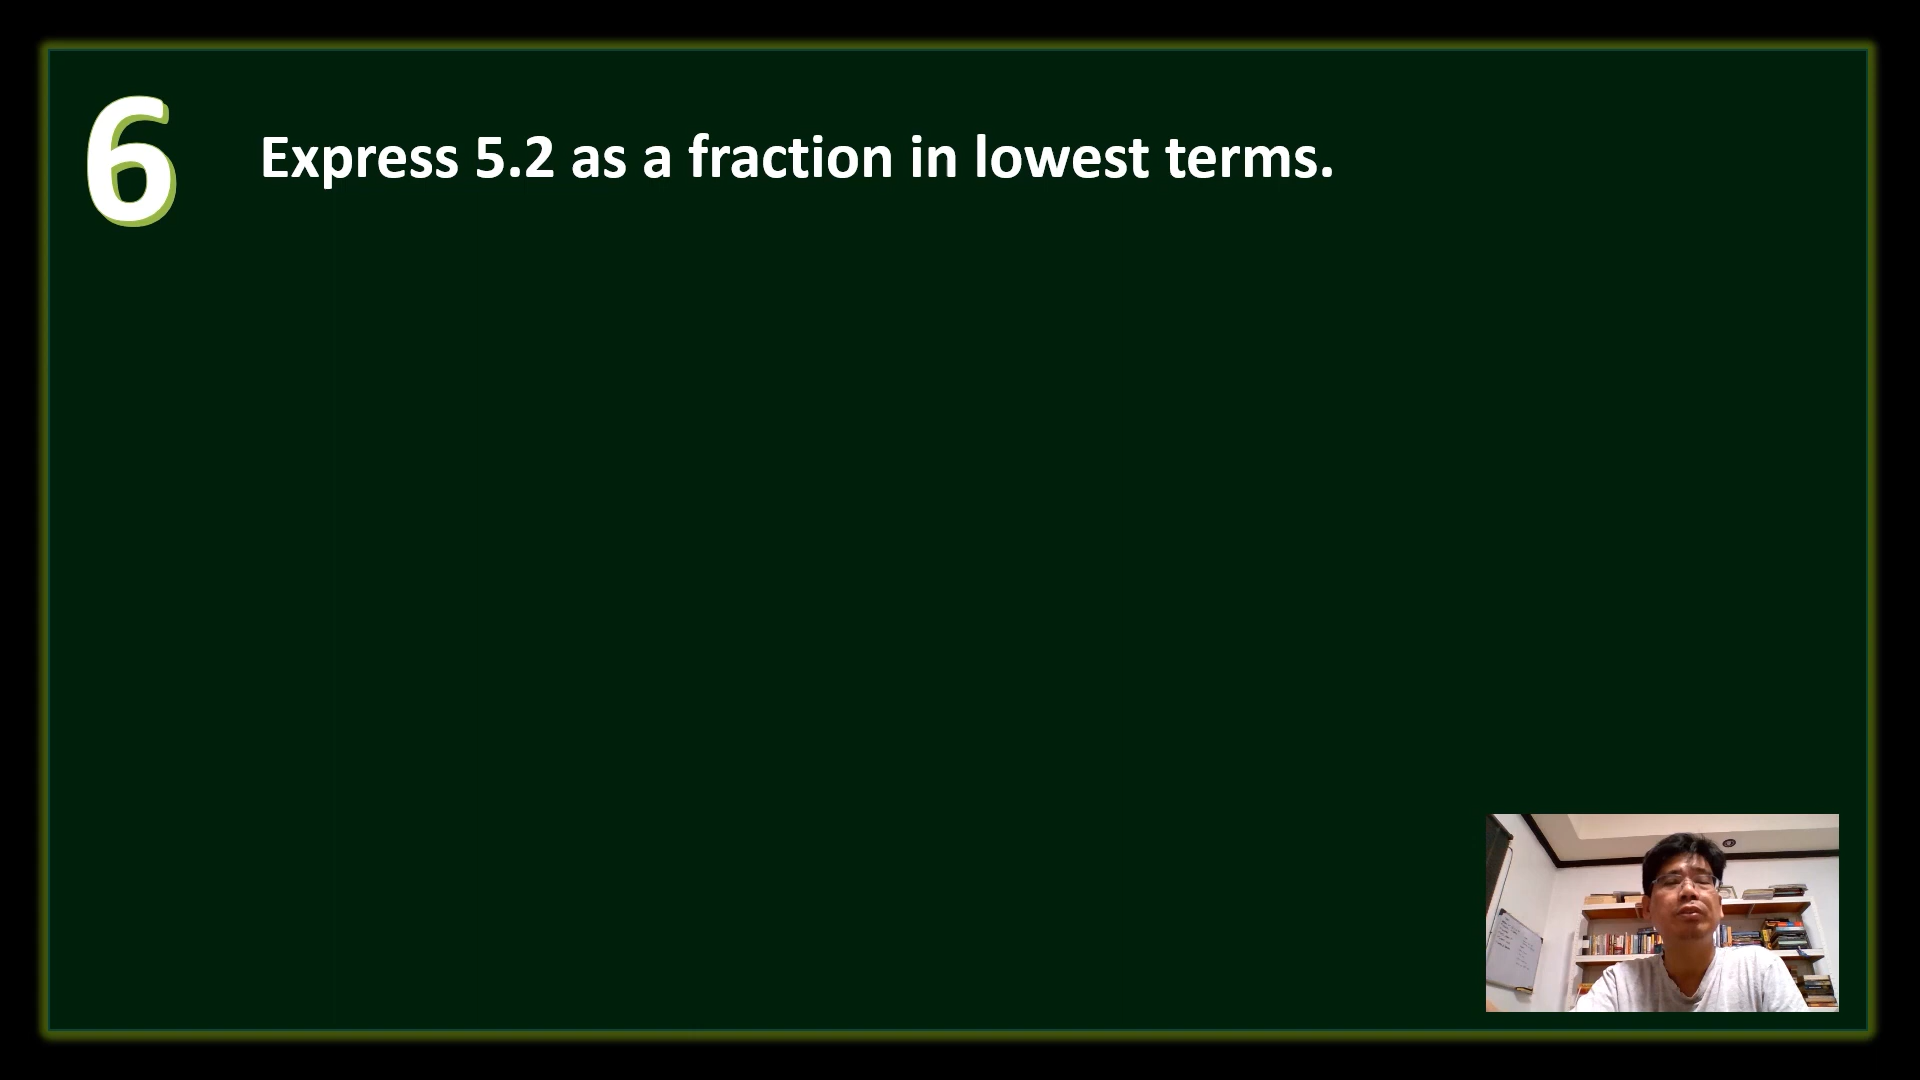 6
Express 5.2 as a fraction in lowest terms.